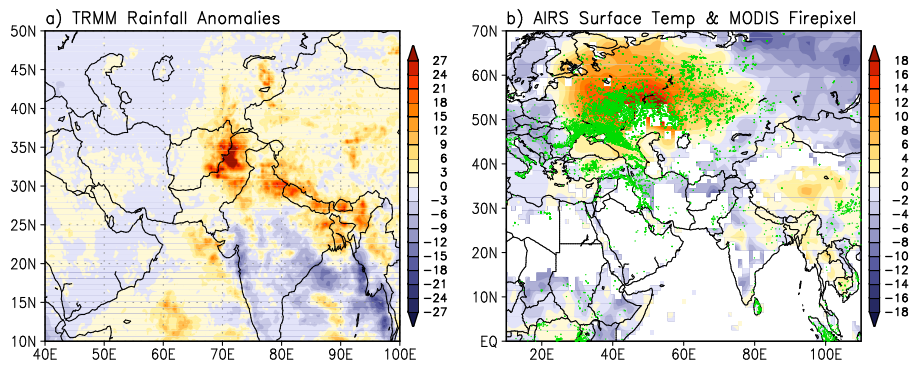 a) TRMM Rainfall Anomalies
50N
45N
40N
35N
30N
25N
20N
15N
10N
40E 50E 60E 70E 80E 90E 100E
27
24
21
18
15
12
9
6
3
0
−3
−6
−9
−12
−15
−18
−21
−24
−27
b) AIRS Surface Temp & MODIS Firepixel
70N
60N
50N
40N
30N
20N
10N
EQ
20E 40E 60E 80E 100E
18
16
14
12
10
8
6
4
2
0
−2
−4
−6
−8
−10
−12
−14
−16
−18